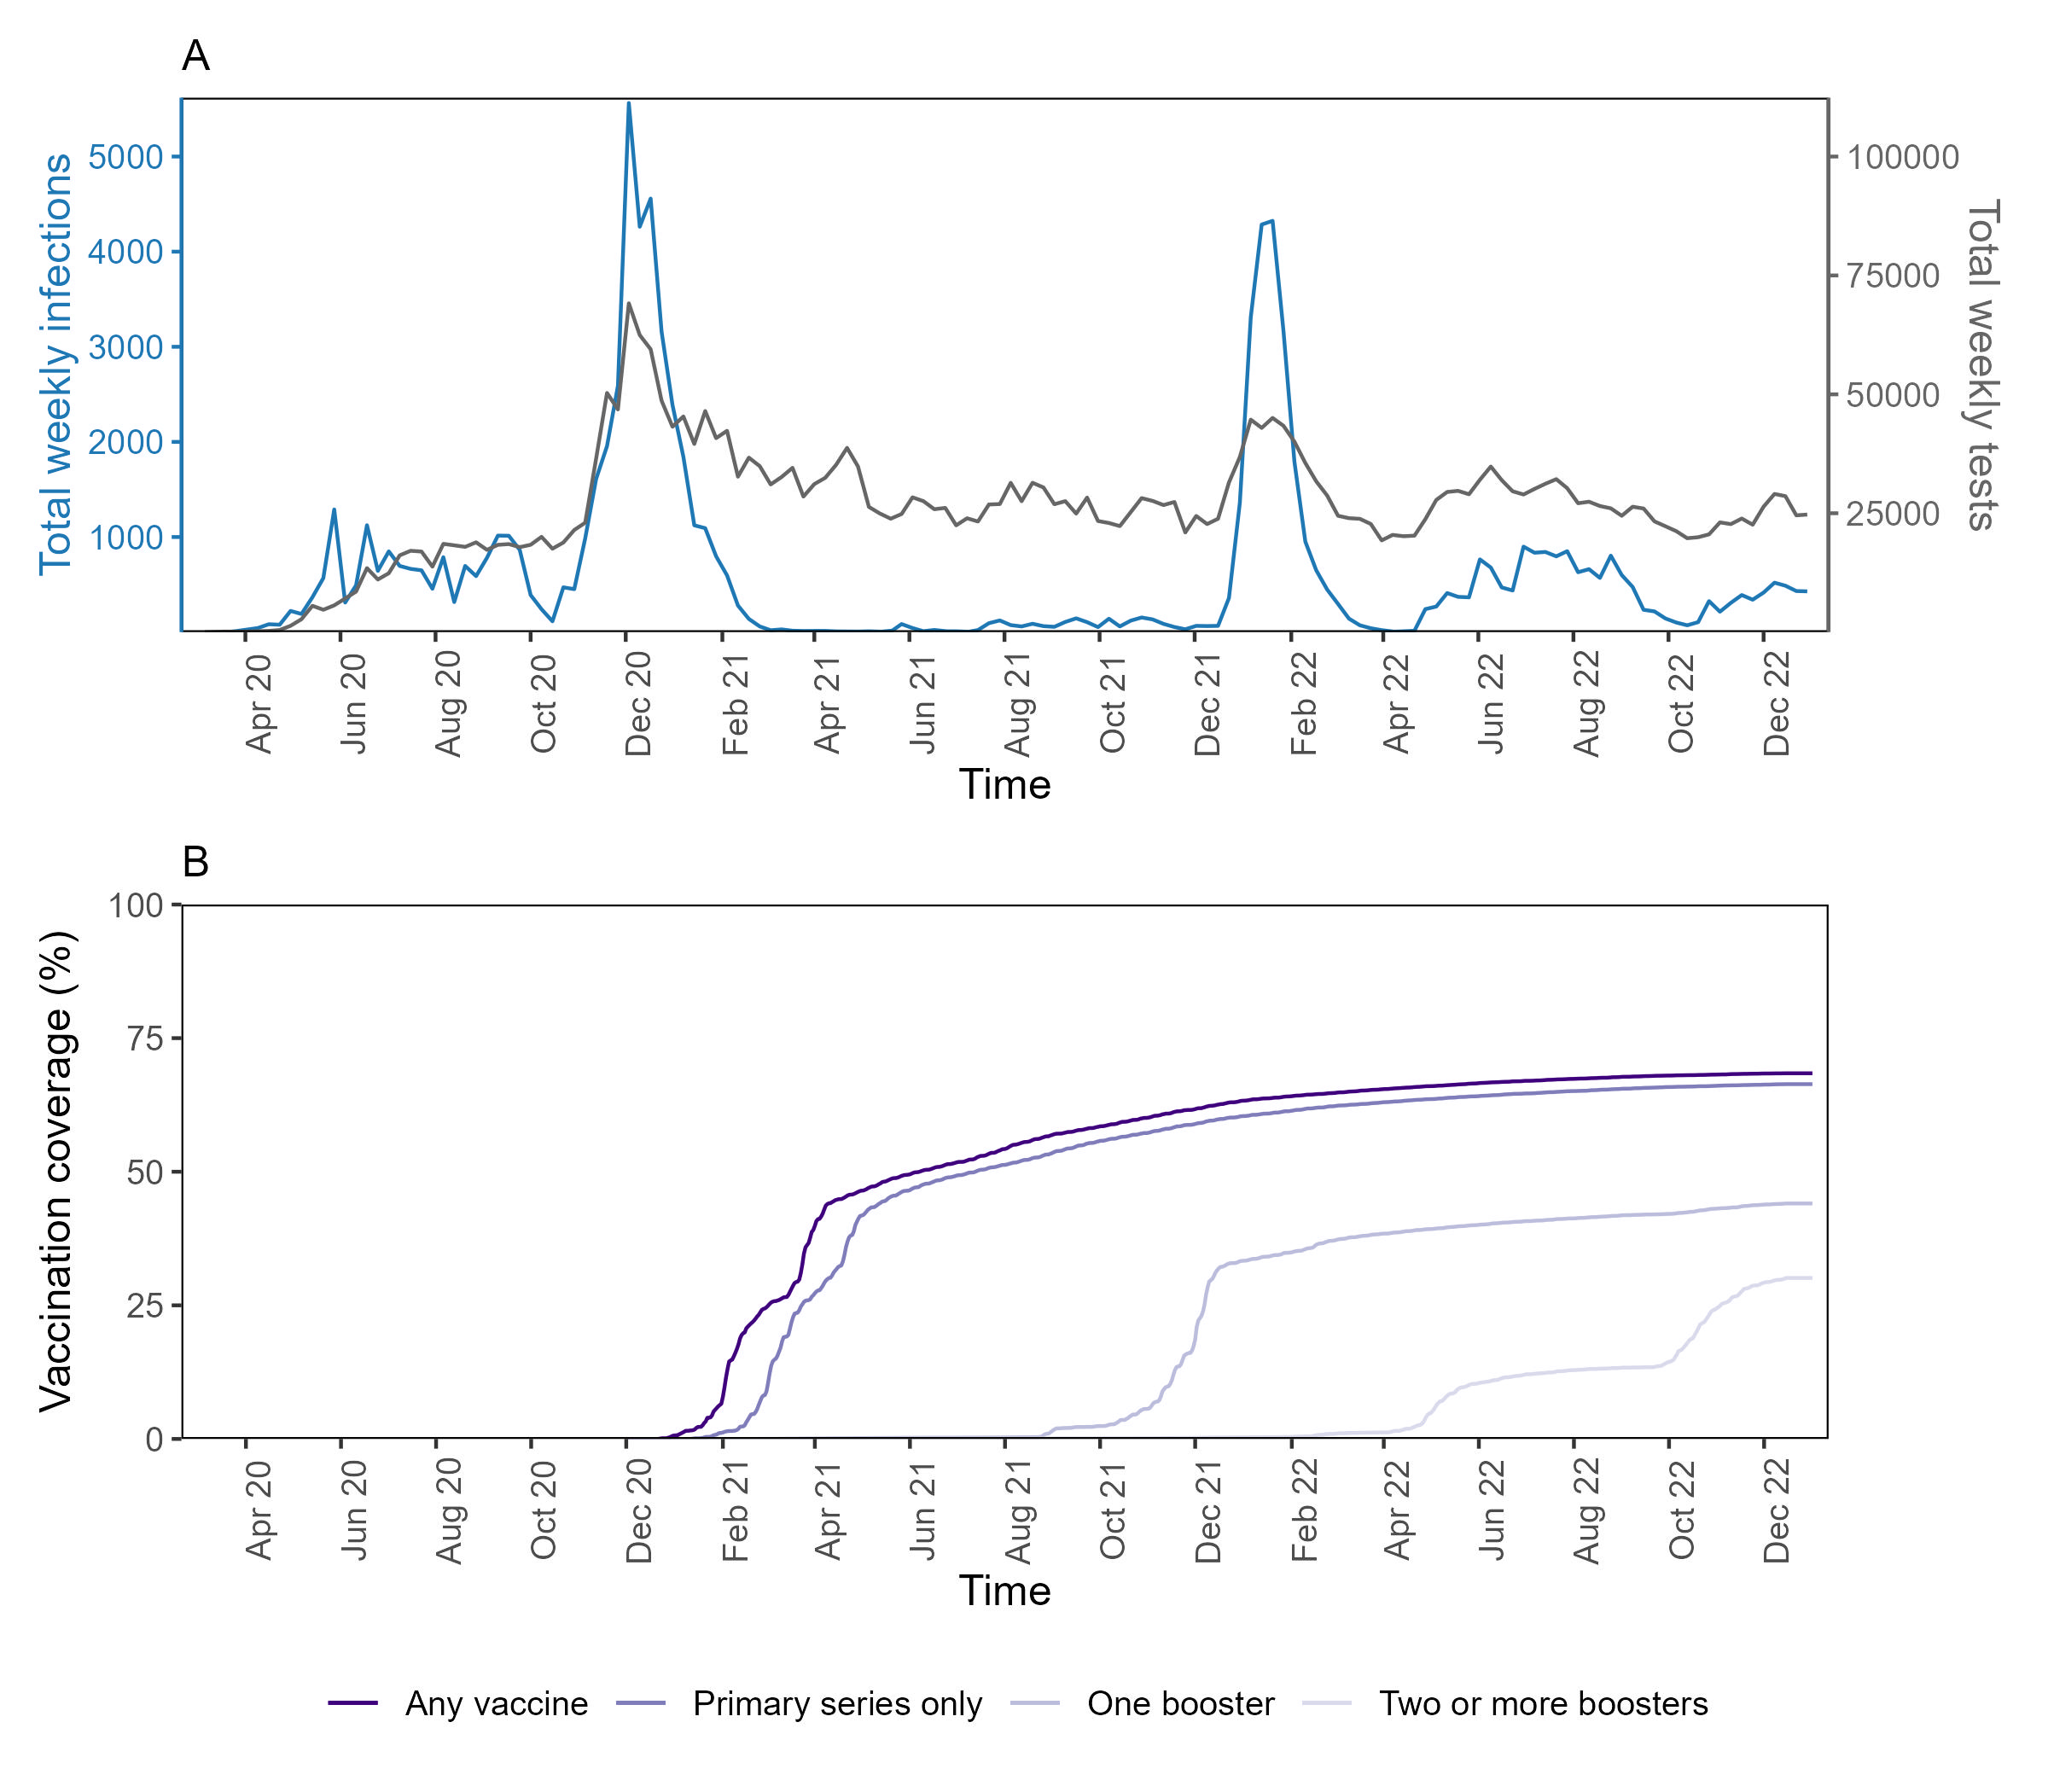 A
Total weekly infections
5000
4000
3000
2000
1000
100000
75000
50000
25000
Total weekly tests
Apr 20
Jun 20
Aug 20
Oct 20
Dec 20
Feb 21
Apr 21
Jun 21
Aug 21
Oct 21
Dec 21
Feb 22
Apr 22
Jun 22
Aug 22
Oct 22
Dec 22
Time
B
Vaccination coverage (%)
100
75
50
25
0
Apr 20
Jun 20
Aug 20
Oct 20
Dec 20
Feb 21
Apr 21
Jun 21
Aug 21
Oct 21
Dec 21
Feb 22
Apr 22
Jun 22
Aug 22
Oct 22
Dec 22
Time
Any vaccine Primary series only One booster Two or more boosters